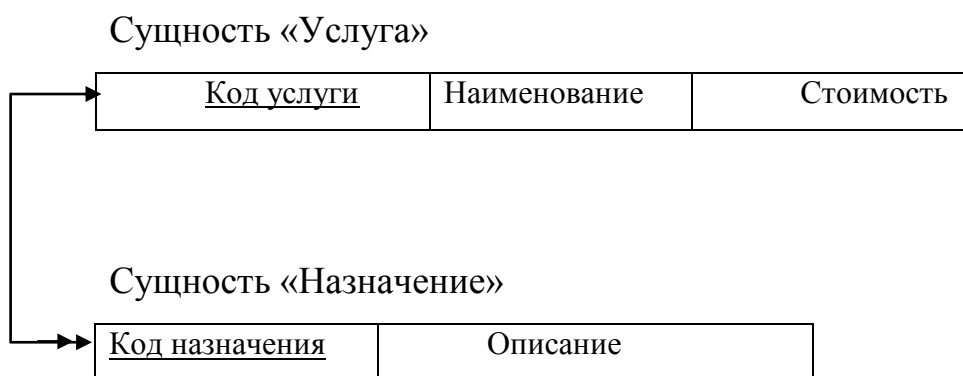 Сущность «Услуга»
Код услуги Наименование Стоимость
Сущность «Назначение»
Код назначения Описание